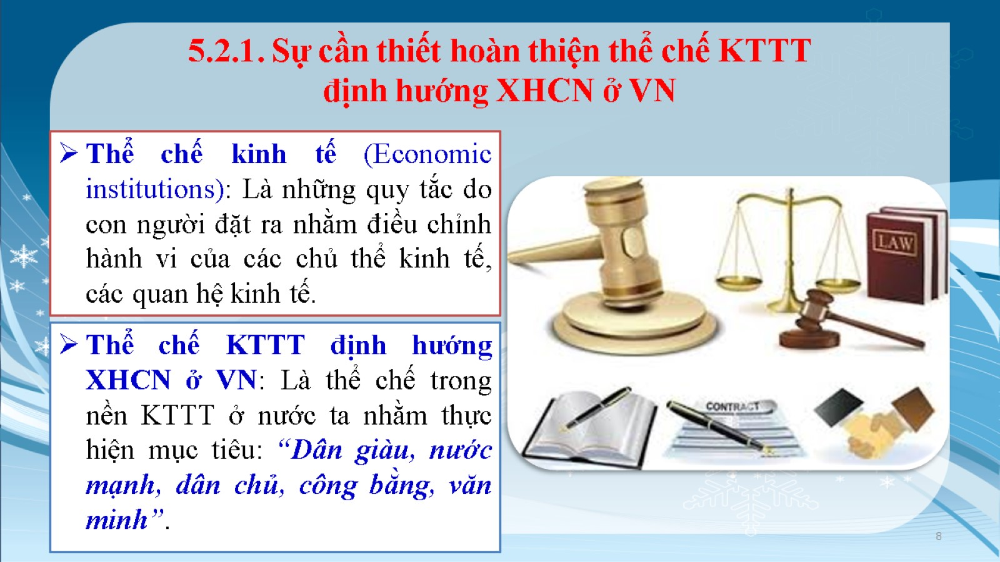 5.2.1. Sự cần thiết hoàn thiện thể chế KTTT
định hướng XHCN ở VN
Thể chế kinh tế (Economic
institutions): Là những quy tắc do
con người đặt ra nhằm điều chỉnh
hành vi của các chủ thể kinh tế,
các quan hệ kinh tế.
Thể chế KTTT định hướng
XHCN ở VN: Là thể chế trong
nền KTTT ở nước ta nhằm thực
hiện mục tiêu: “Dân giàu, nước
mạnh, dân chủ, công bằng, văn
minh”.
LAW
CONTRACT
8